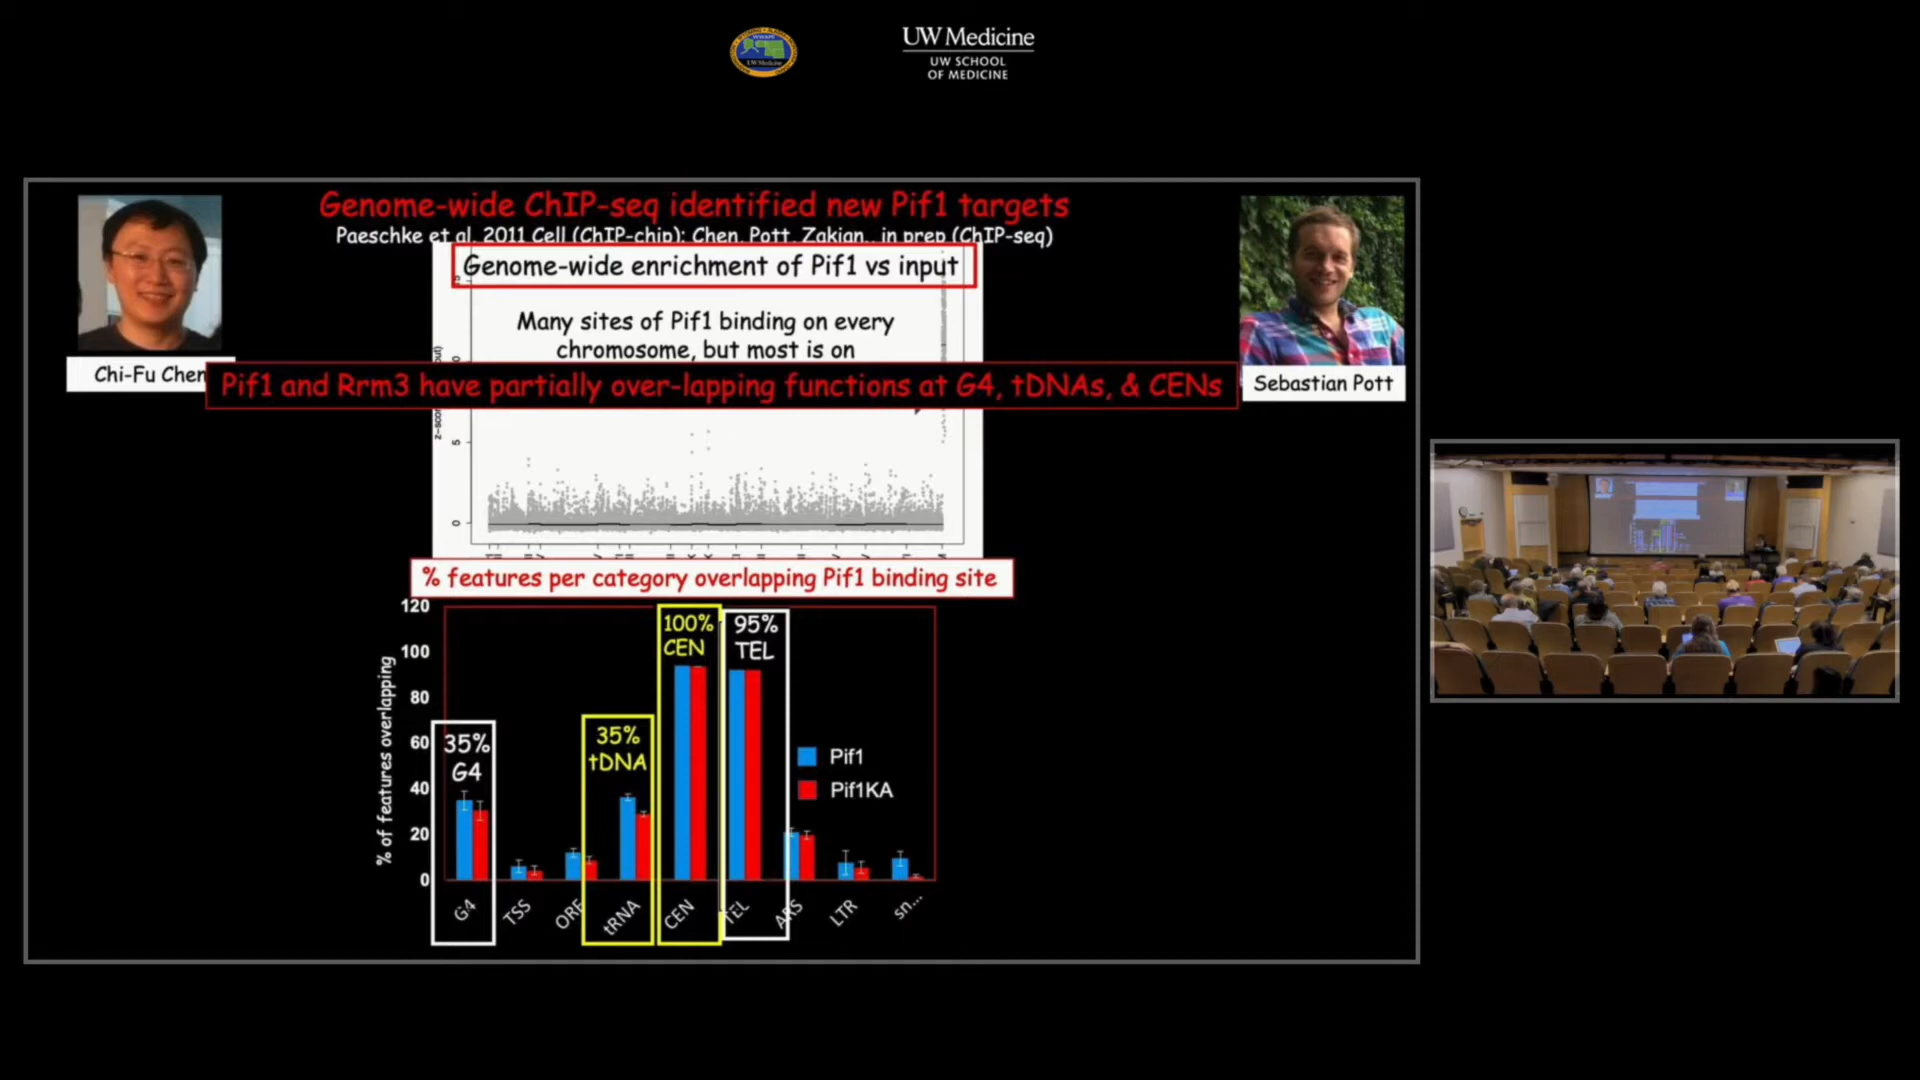 UW Medicine
UW SCHOOL
OF MEDICINE
Genome-wide ChIP-seq identified new Pif1 targets
Paeschke et al. 2011 Cell (ChIP-chip); Chen, Pott, Zakian, in prep (ChIP-seq)
Genome-wide enrichment of Pif1 vs input
Many sites of Pif1 binding on every
chromosome, but most is on
Chi-Fu Chen
Pif1 and Rrm3 have partially over-lapping functions at G4, tDNAs, & CENs
Sebastian Pott
5
0
% features per category overlapping Pif1 binding site
% of features overlapping
120
100
80
60
40
20
0
35%
G4
35%
tDNA
100%
CEN
95%
TEL
Pif1
Pif1KA
G4
TSS
ORF
tRNA
CEN
TEL
ARS
LTR
sn...